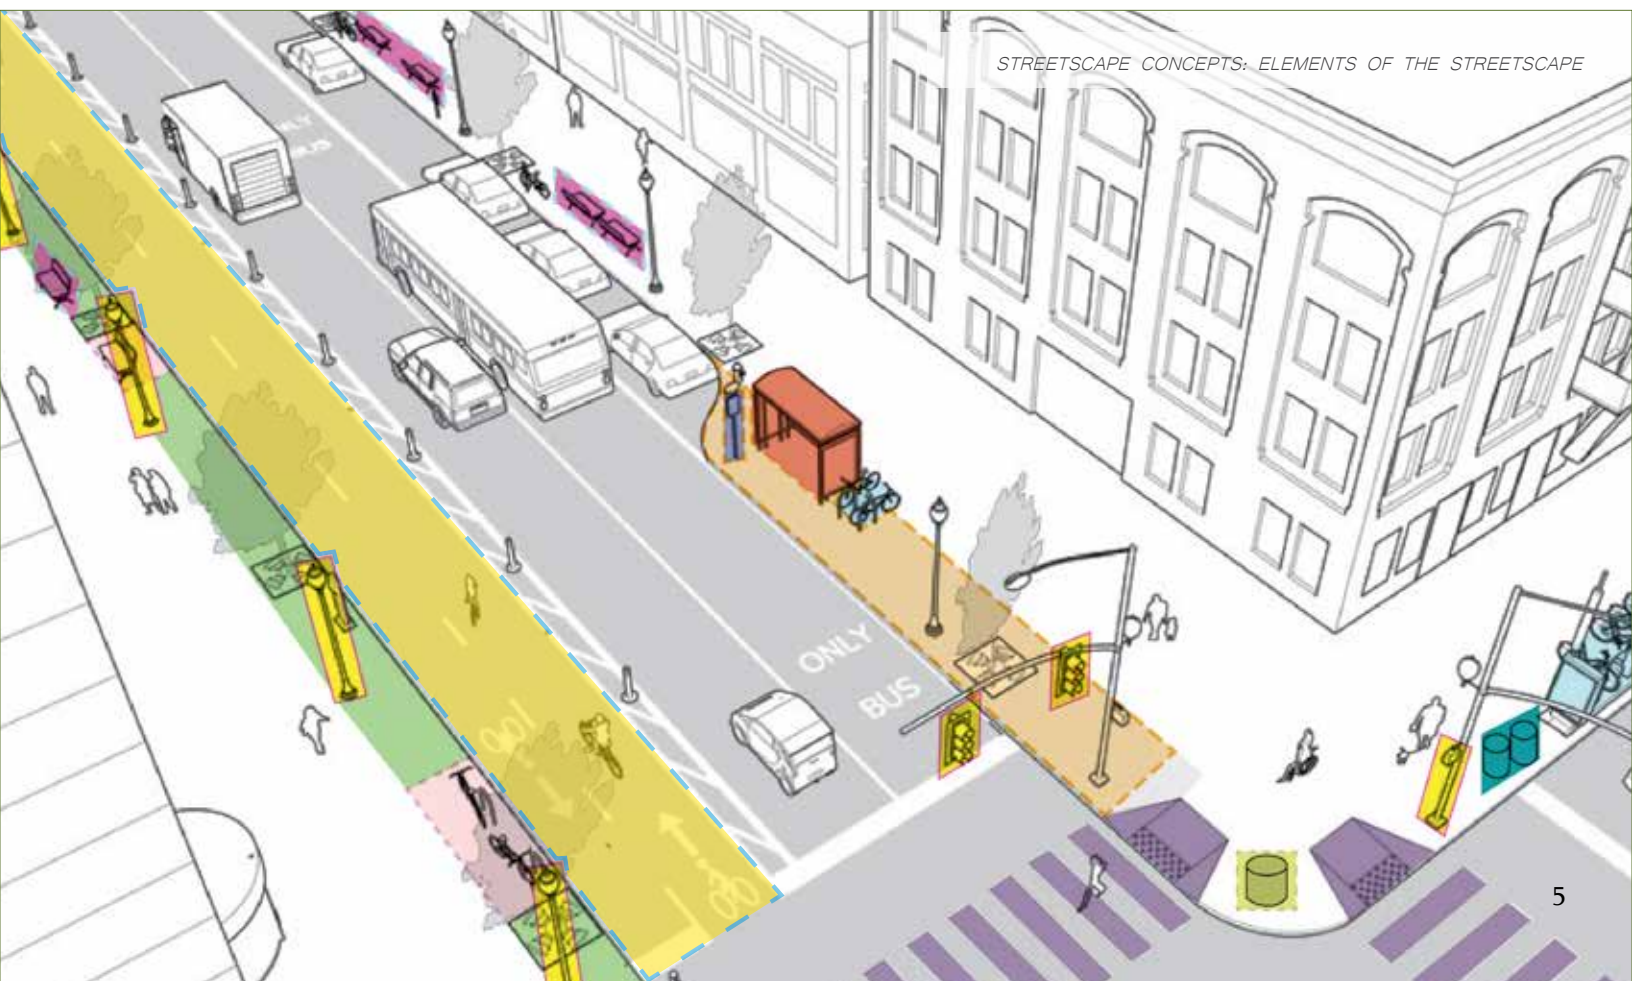 STREETSCAPE CONCEPTS: ELEMENTS OF THE STREETSCAPE
ONLY
BUS
ONLY
BUS
5